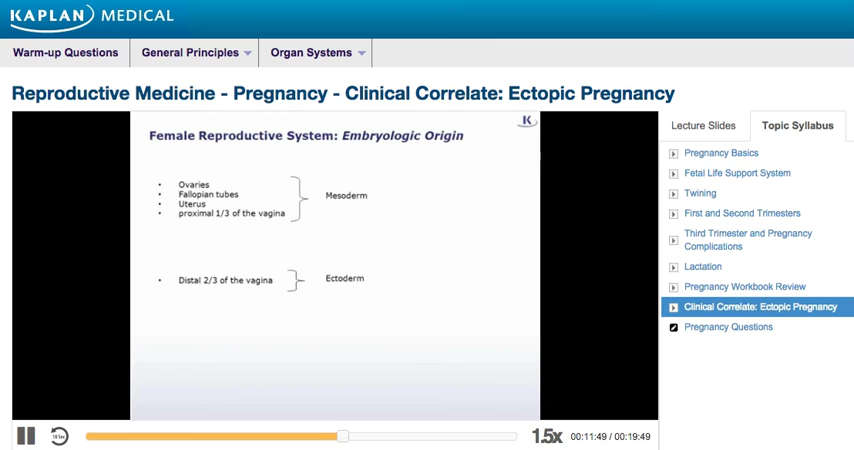 KAPLAN MEDICAL
Warm-up Questions General Principles Organ Systems
Reproductive Medicine - Pregnancy - Clinical Correlate: Ectopic Pregnancy
K
Female Reproductive System: Embryologic Origin
• Ovaries
• Fallopian tubes
• Uterus
• proximal 1/3 of the vagina
Mesoderm
• Distal 2/3 of the vagina
Ectoderm
Lecture Slides Topic Syllabus
Pregnancy Basics
Fetal Life Support System
Twining
First and Second Trimesters
Third Trimester and Pregnancy
Complications
Lactation
Pregnancy Workbook Review
Clinical Correlate: Ectopic Pregnancy
Pregnancy Questions
1.5x 00:11:49 / 00:19:49